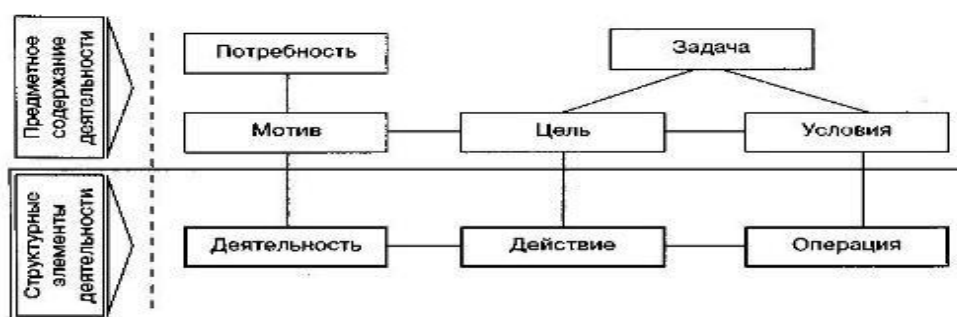 Предметное
содержание
деятельности
Потребность
Задача
Мотив
Цель
Условия
Структурные
элементы
деятельности
Деятельность
Действие
Операция